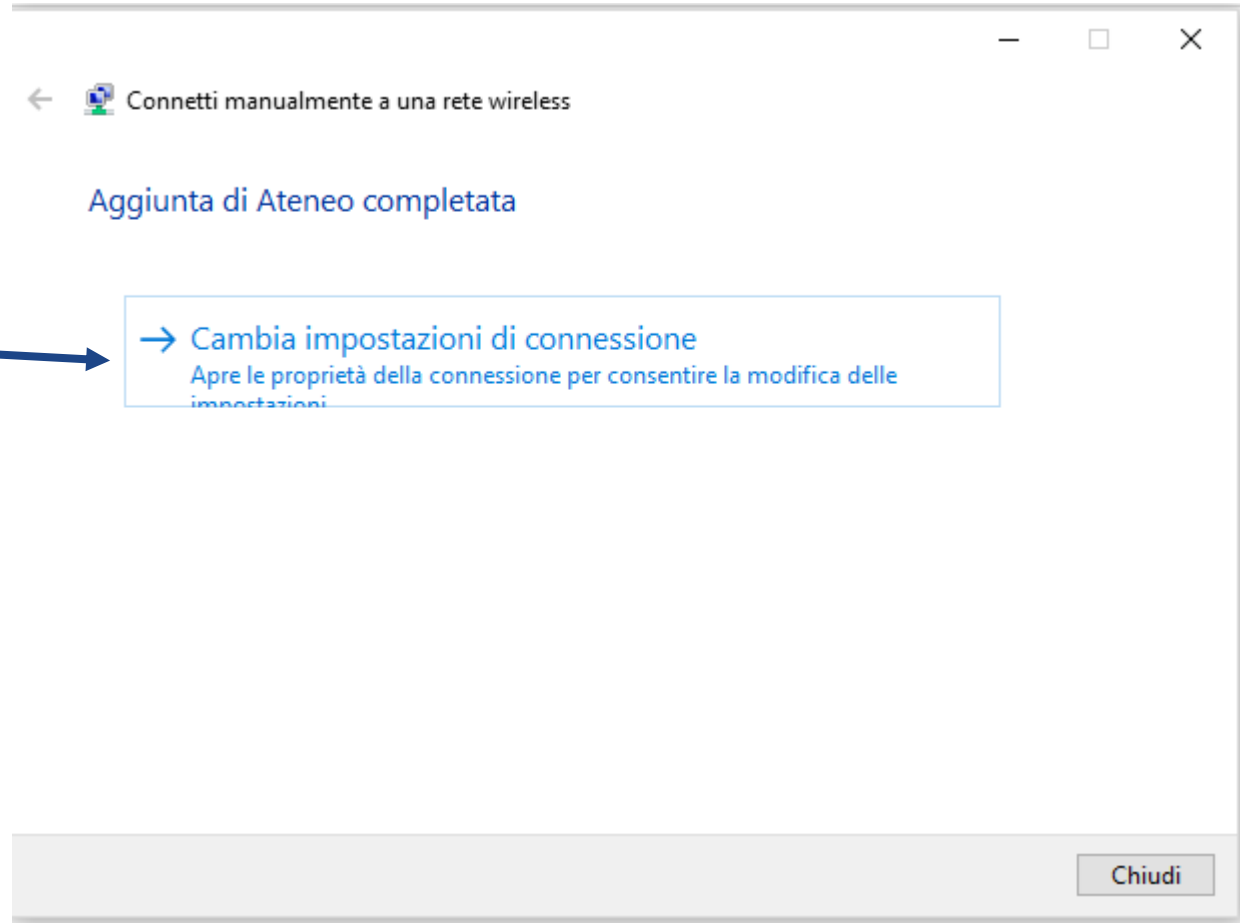 Connetti manualmente a una rete wireless
Aggiunta di Ateneo completata
Cambia impostazioni di connessione
Apre le proprietà della connessione per consentire la modifica delle
impostazioni
Chiudi